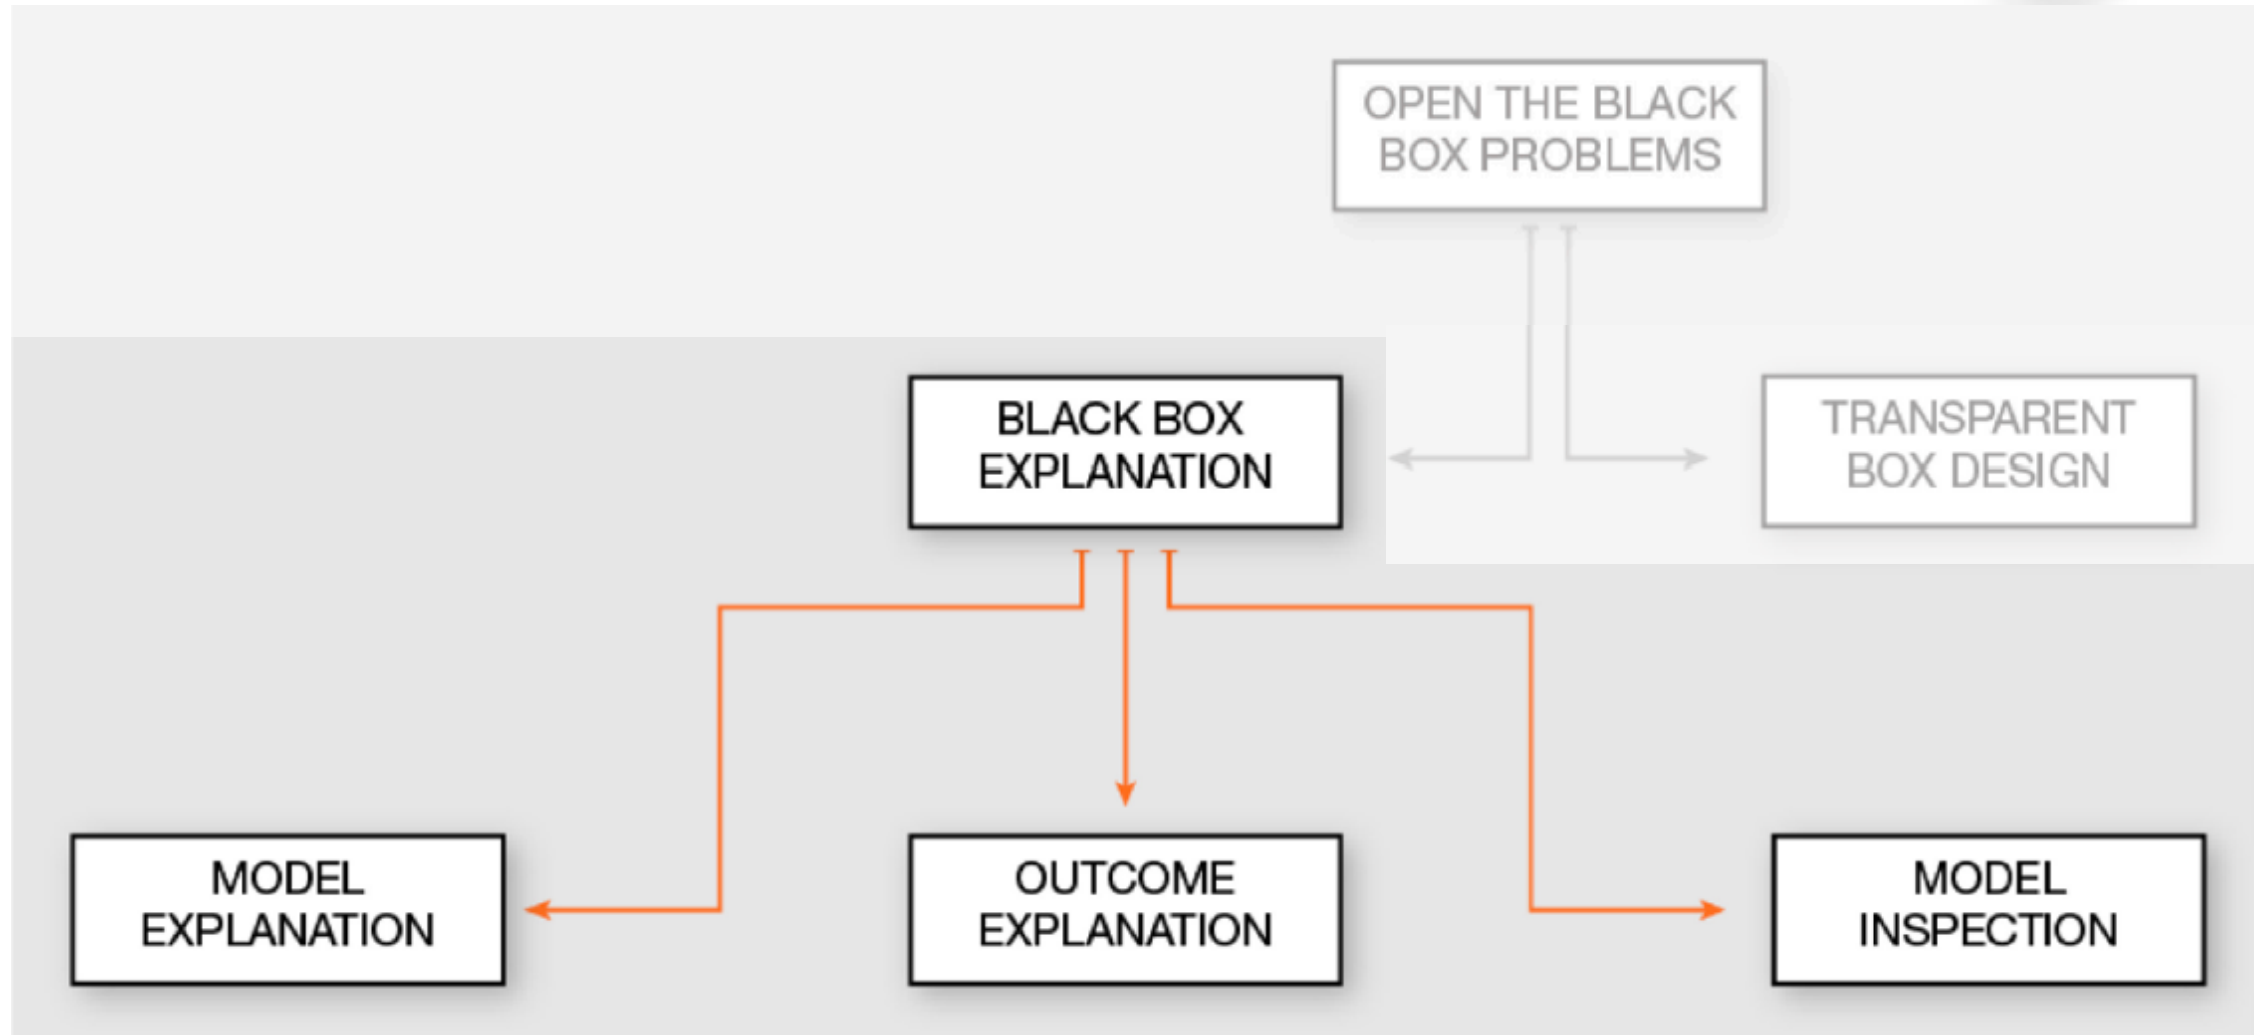 OPEN THE BLACK
BOX PROBLEMS
BLACK BOX
EXPLANATION
TRANSPARENT
BOX DESIGN
MODEL
EXPLANATION
OUTCOME
EXPLANATION
MODEL
INSPECTION